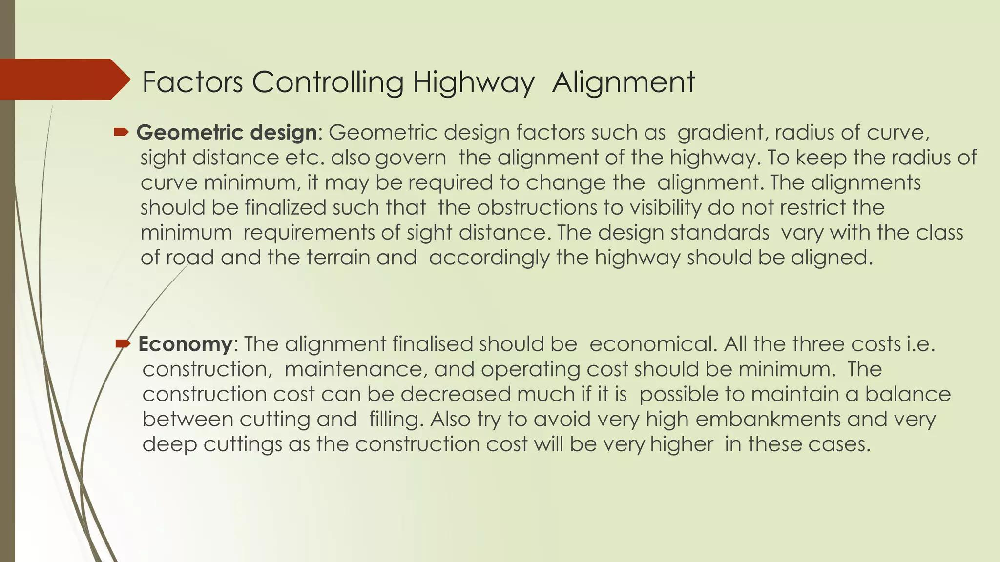 Factors Controlling Highway Alignment
Geometric design: Geometric design factors such as gradient, radius of curve,
sight distance etc. also govern the alignment of the highway. To keep the radius of
curve minimum, it may be required to change the alignment. The alignments
should be finalized such that the obstructions to visibility do not restrict the
minimum requirements of sight distance. The design standards vary with the class
of road and the terrain and accordingly the highway should be aligned.
Economy: The alignment finalised should be economical. All the three costs i.e.
construction, maintenance, and operating cost should be minimum. The
construction cost can be decreased much if it is possible to maintain a balance
between cutting and filling. Also try to avoid very high embankments and very
deep cuttings as the construction cost will be very higher in these cases.